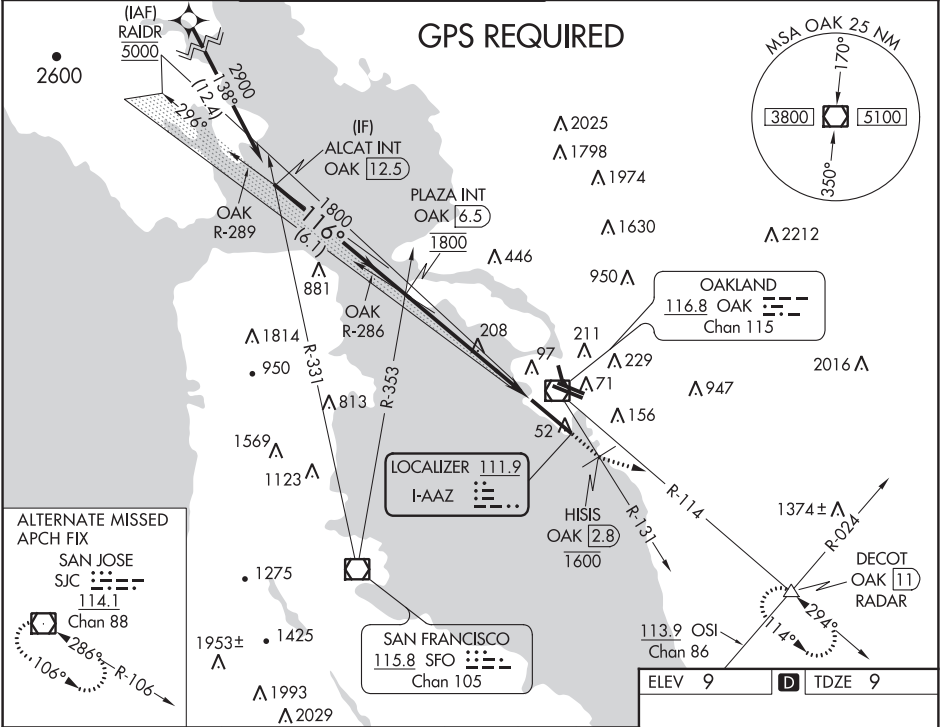 GPS REQUIRED
(IAF)
RAIDR
5000
2600
2900
138°
(12.4)
296°
(IF)
ALCAT INT
OAK 12.5
OAK
R-289
1800
116°
(6.1)
PLAZA INT
OAK 6.5
1800
881
OAK
R-286
446
2025
1798
1974
1630
2212
950
MSA OAK 25 NM
170°
3800
5100
350°
OAKLAND
116.8 OAK
Chan 115
1814
950
813
R-331
R-353
1569
1123
208
97
211
229
71
156
52
947
2016
LOCALIZER 111.9
I-AAZ
HISIS
OAK 2.8
1600
R-131
R-114
1374±
R-024
DECOT
OAK 11
RADAR
294°
114°
113.9 OSI
Chan 86
ALTERNATE MISSED
APCH FIX
SAN JOSE
SJC
114.1
Chan 88
286°
106°
R-106
1275
1425
1953±
1993
2029
SAN FRANCISCO
115.8 SFO
Chan 105
ELEV 9
D
TDZE 9